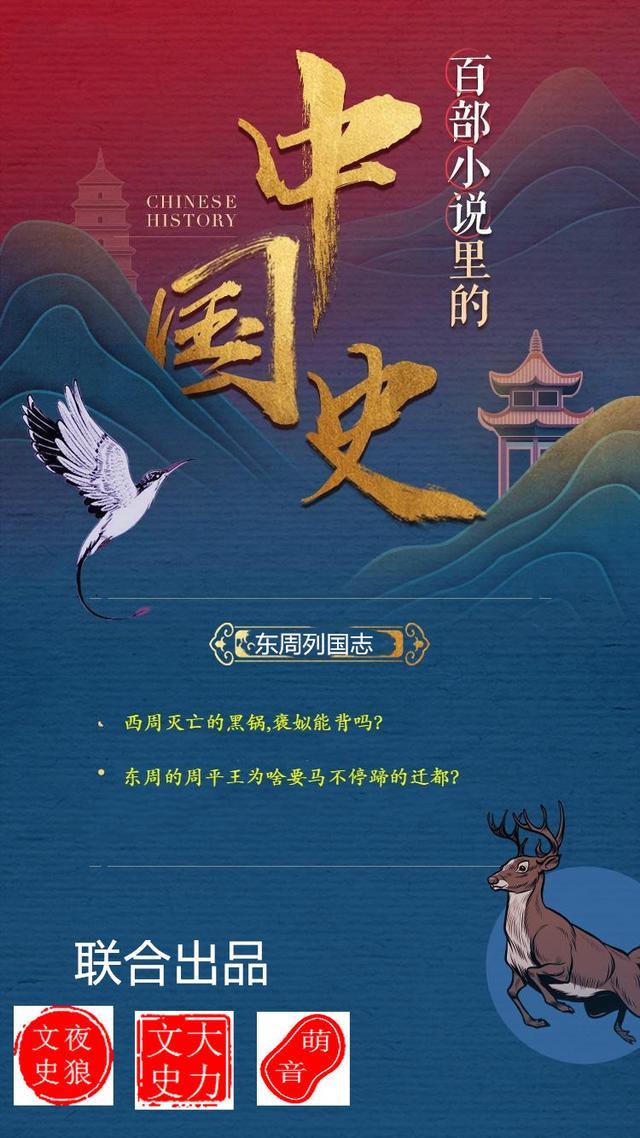 百部小说里的
中国史
CHINESE
HISTORY
东周列国志
西周灭亡的黑锅,褒姒能背吗?
东周的周平王为啥要马不停蹄的迁都?
联合出品
夜狼
文史
大力
文史
萌
音